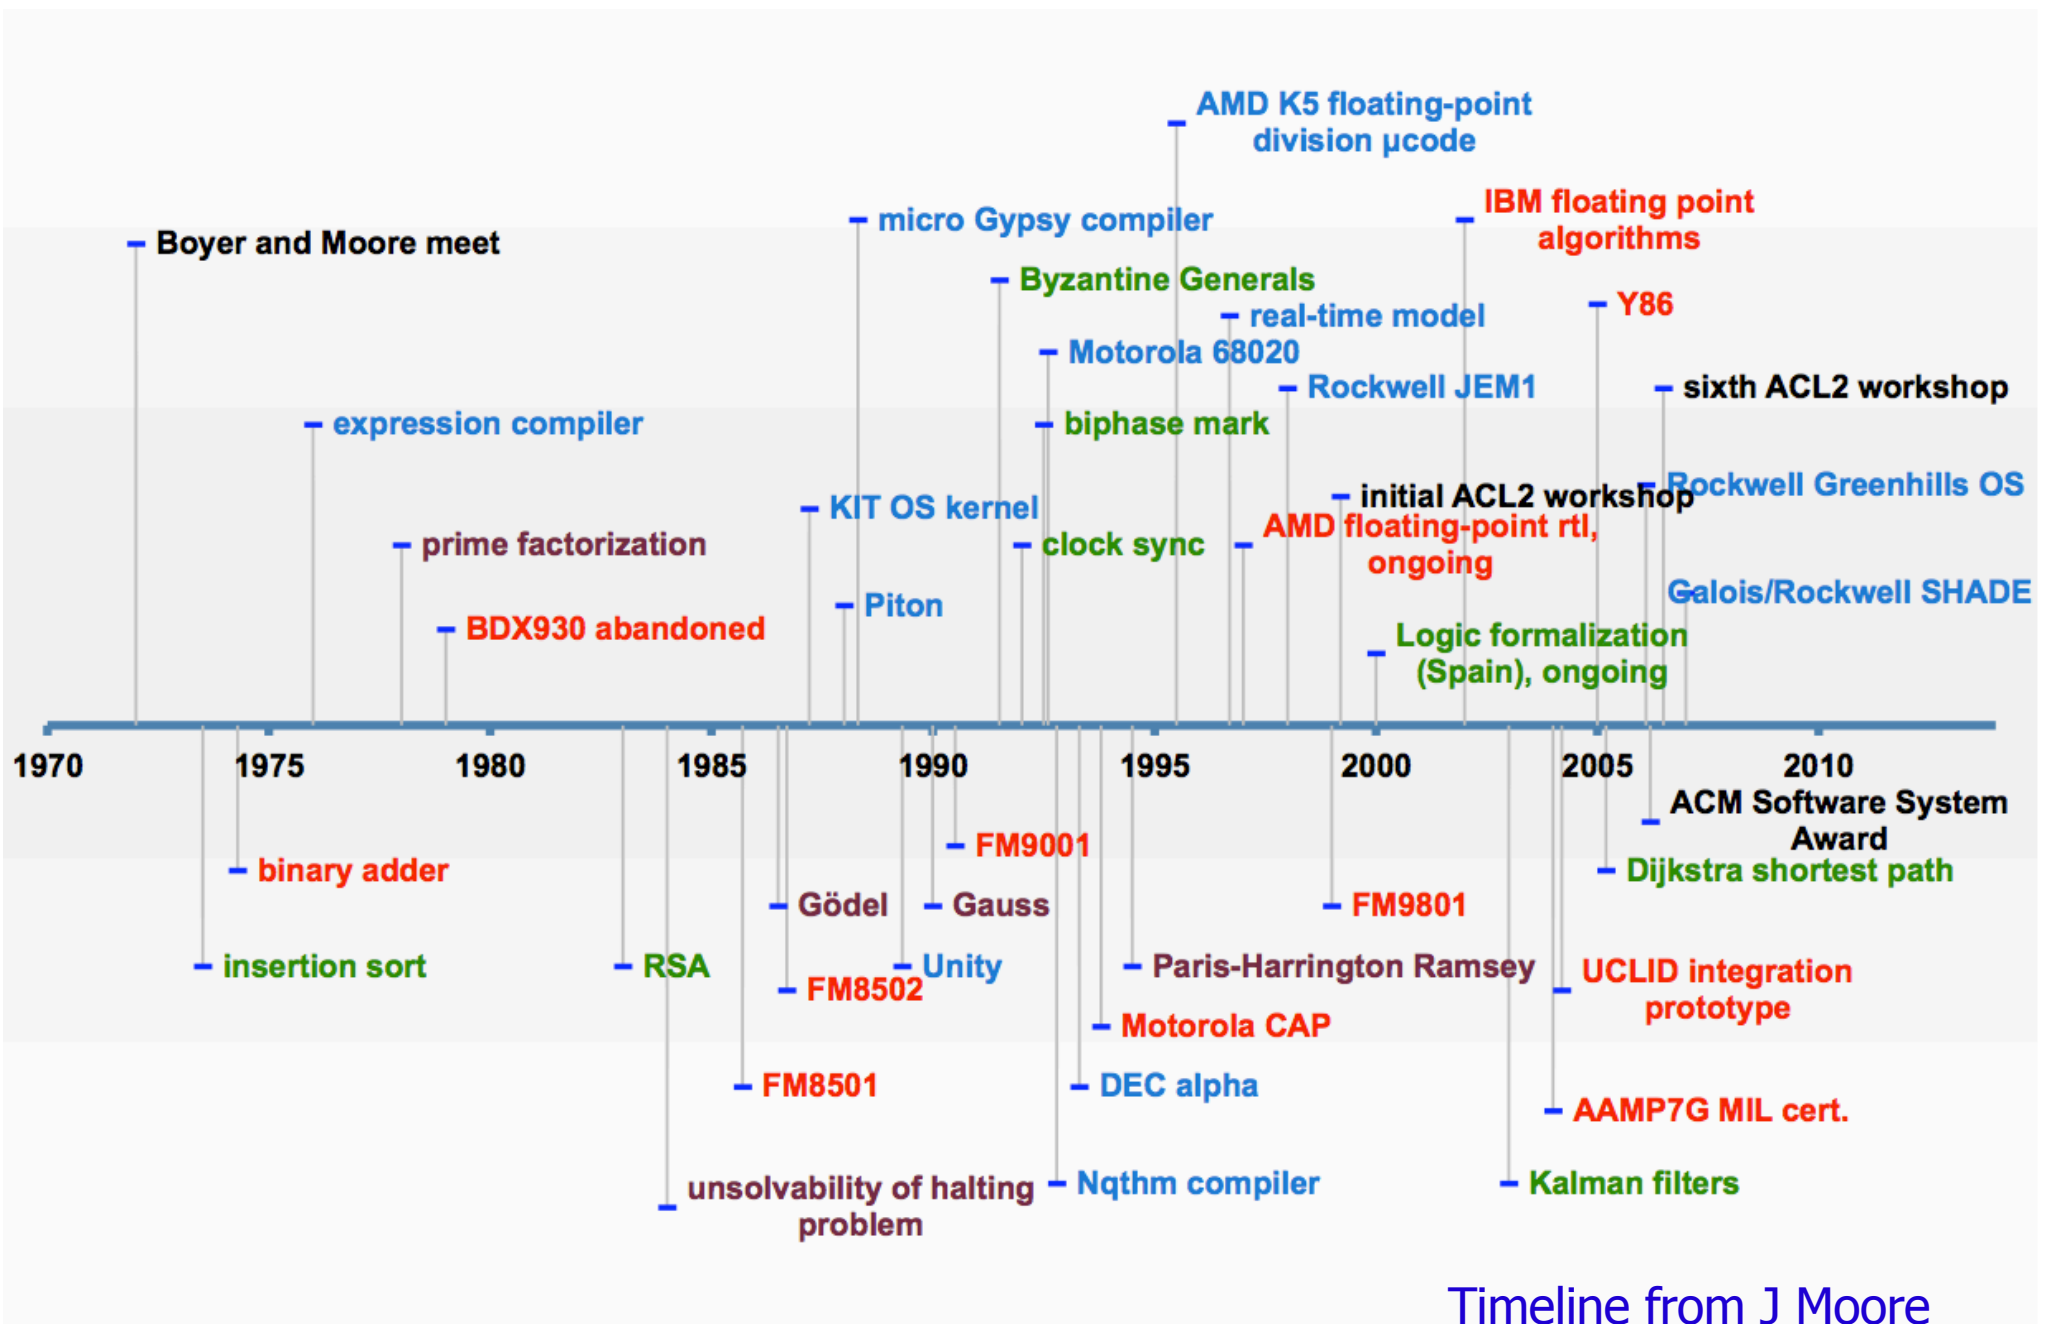 AMD K5 floating-point
division µcode
IBM floating point
algorithms
micro Gypsy compiler
Boyer and Moore meet
Byzantine Generals
Y86
real-time model
Motorola 68020
Rockwell JEM1
sixth ACL2 workshop
expression compiler
biphase mark
Rockwell Greenhills OS
initial ACL2 workshop
KIT OS kernel
AMD floating-point rtl,
ongoing
prime factorization
clock sync
Galois/Rockwell SHADE
Piton
BDX930 abandoned
Logic formalization
(Spain), ongoing
1970 1975 1980 1985 1990 1995 2000 2005 2010
ACM Software System
Award
FM9001
binary adder
Dijkstra shortest path
Gödel
Gauss
FM9801
insertion sort
RSA
Unity
Paris-Harrington Ramsey
UCLID integration
prototype
FM8502
Motorola CAP
FM8501
DEC alpha
AAMP7G MIL cert.
unsolvability of halting
problem
Nqthm compiler
Kalman filters
Timeline from J Moore